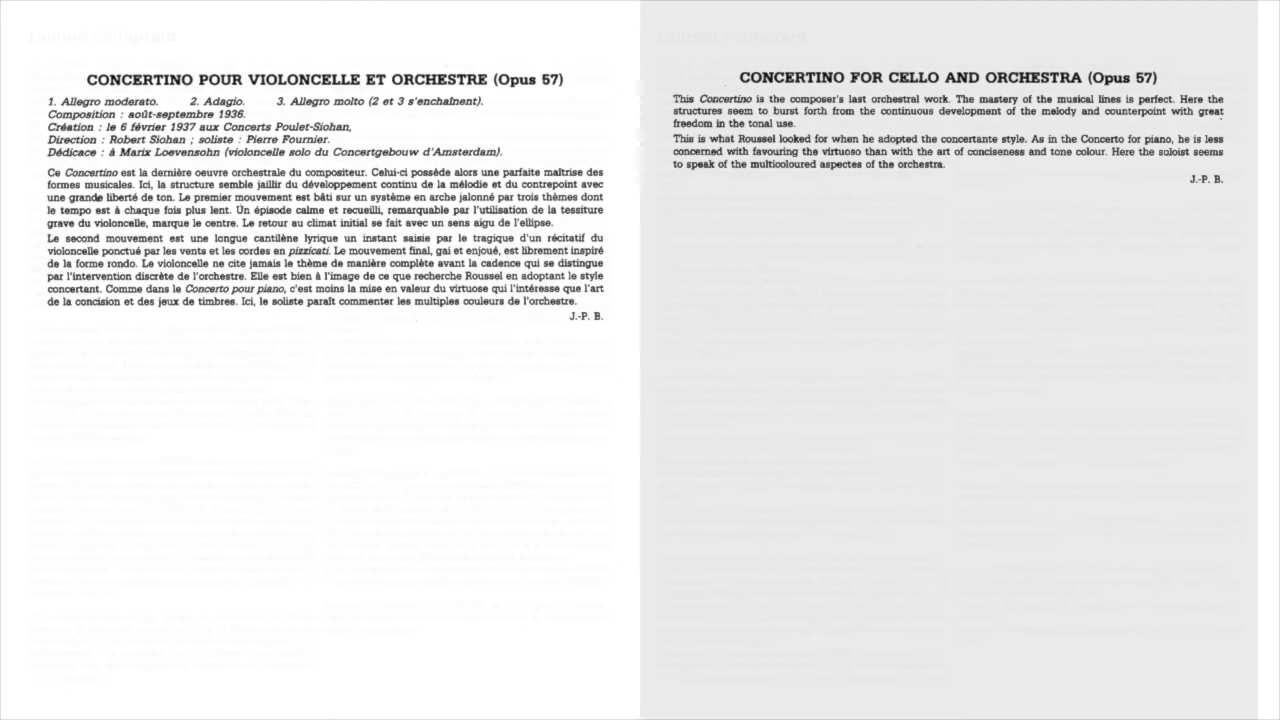 CONCERTINO POUR VIOLONCELLE ET ORCHESTRE (Opus 57)
1. Allegro moderato. 2. Adagio. 3. Allegro molto (2 et 3 s'enchaînent).
Composition : août-septembre 1936.
Création : le 6 février 1937 aux Concerts Poulet-Siohan,
Direction : Robert Siohan ; soliste : Pierre Fournier.
Dédicace : à Marix Loevensohn (violoncelle solo du Concertgebouw d'Amsterdam).
Ce Concertino est la dernière oeuvre orchestrale du compositeur. Celui-ci possède alors une parfaite maîtrise des
formes musicales. Ici, la structure semble jaillir du développement continu de la mélodie et du contrepoint avec
une grande liberté de ton. Le premier mouvement est bâti sur un système en arche jalonné par trois thèmes dont
le tempo est à chaque fois plus lent. Un épisode calme et recueilli, remarquable par l'utilisation de la tessiture
grave du violoncelle, marque le centre. Le retour au climat initial se fait avec un sens aigu de l'ellipse.
Le second mouvement est une longue cantilène lyrique un instant saisie par le tragique d'un récitatif du
violoncelle ponctué par les vents et les cordes en pizzicati. Le mouvement final, gai et enjoué, est librement inspiré
de la forme rondo. Le violoncelle ne cite jamais le thème de manière complète avant la cadence qui se distingue
par l'intervention discrète de l'orchestre. Elle est bien à l'image de ce que recherche Roussel en adoptant le style
concertant. Comme dans le Concerto pour piano, c'est moins la mise en valeur du virtuose qui l'intéresse que l'art
de la concision et des jeux de timbres. Ici, le soliste paraît commenter les multiples couleurs de l'orchestre.
J.-P. B.
CONCERTINO FOR CELLO AND ORCHESTRA (Opus 57)
This Concertino is the composer's last orchestral work. The mastery of the musical lines is perfect. Here the
structures seem to burst forth from the continuous development of the melody and counterpoint with great
freedom in the tonal use.
This is what Roussel looked for when he adopted the concertante style. As in the Concerto for piano, he is less
concerned with favouring the virtuoso than with the art of conciseness and tone colour. Here the soloist seems
to speak of the multicoloured aspectes of the orchestra.
J.-P. B.